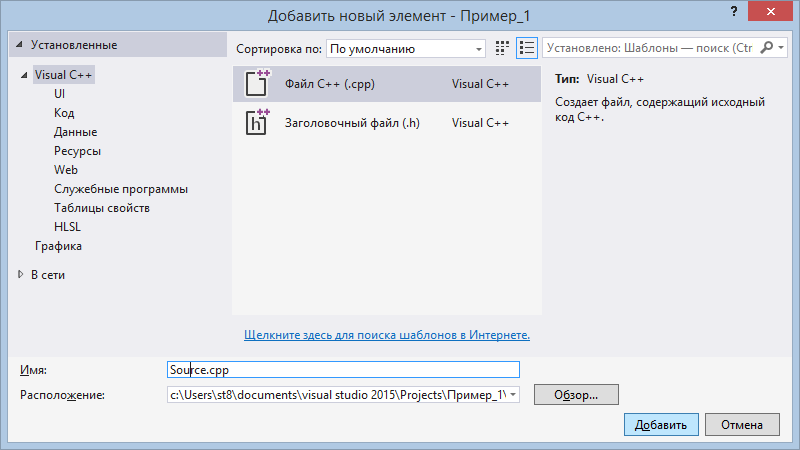 Добавить новый элемент - Пример_1
? ×
Установленные
Сортировка по: По умолчанию
Установлено: Шаблоны — поиск (Ctr
Visual C++
UI
Код
Данные
Ресурсы
Web
Служебные программы
Таблицы свойств
HLSL
Графика
В сети
Файл C++ (.cpp) Visual C++
Заголовочный файл (.h) Visual C++
Тип: Visual C++
Создает файл, содержащий исходный
код C++.
Щелкните здесь для поиска шаблонов в Интернете.
Имя: Source.cpp
Расположение: c:\Users\st8\documents\visual studio 2015\Projects\Пример_1\
Обзор...
Добавить Отмена